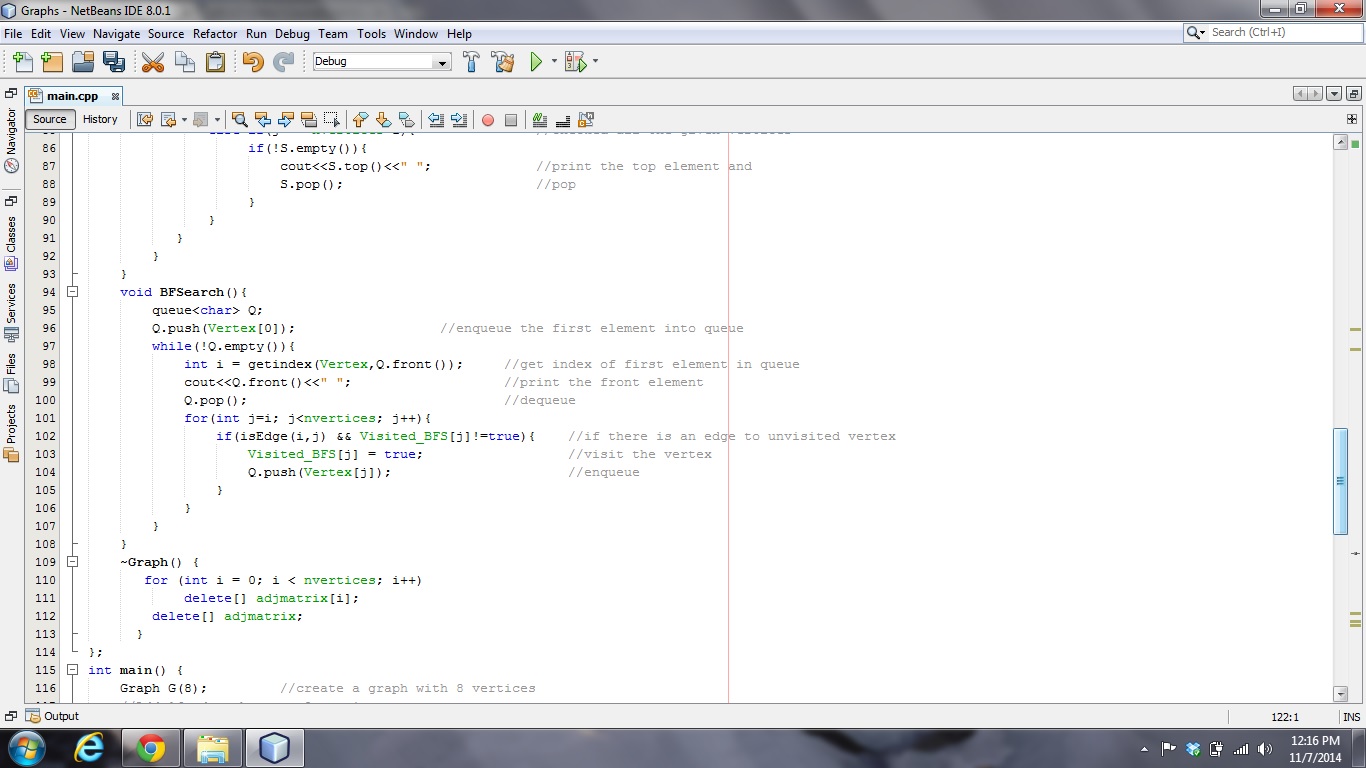 Graphs - NetBeans IDE 8.0.1
File Edit View Navigate Source Refactor Run Debug Team Tools Window Help
Search (Ctrl+I)
Debug
main.cpp
Source History
Navigator
Classes
Services
Files
Projects
86 if(!S.empty()){
87 cout<<S.top()<<" "; //print the top element and
88 S.pop(); //pop
89 }
90 }
91 }
92 }
93 }
94 void BFSearch(){
95 queue<char> Q;
96 Q.push(Vertex[0]); //enqueue the first element into queue
97 while(!Q.empty()){
98 int i = getindex(Vertex,Q.front()); //get index of first element in queue
99 cout<<Q.front()<<" "; //print the front element
100 Q.pop(); //dequeue
101 for(int j=i; j<nvertices; j++){
102 if(isEdge(i,j) && Visited_BFS[j]!=true){ //if there is an edge to unvisited vertex
103 Visited_BFS[j] = true; //visit the vertex
104 Q.push(Vertex[j]); //enqueue
105 }
106 }
107 }
108 }
109 ~Graph() {
110 for (int i = 0; i < nvertices; i++)
111 delete[] adjmatrix[i];
112 delete[] adjmatrix;
113 }
114 };
115 int main() {
116 Graph G(8); //create a graph with 8 vertices
Output
122:1 INS
12:16 PM
11/7/2014